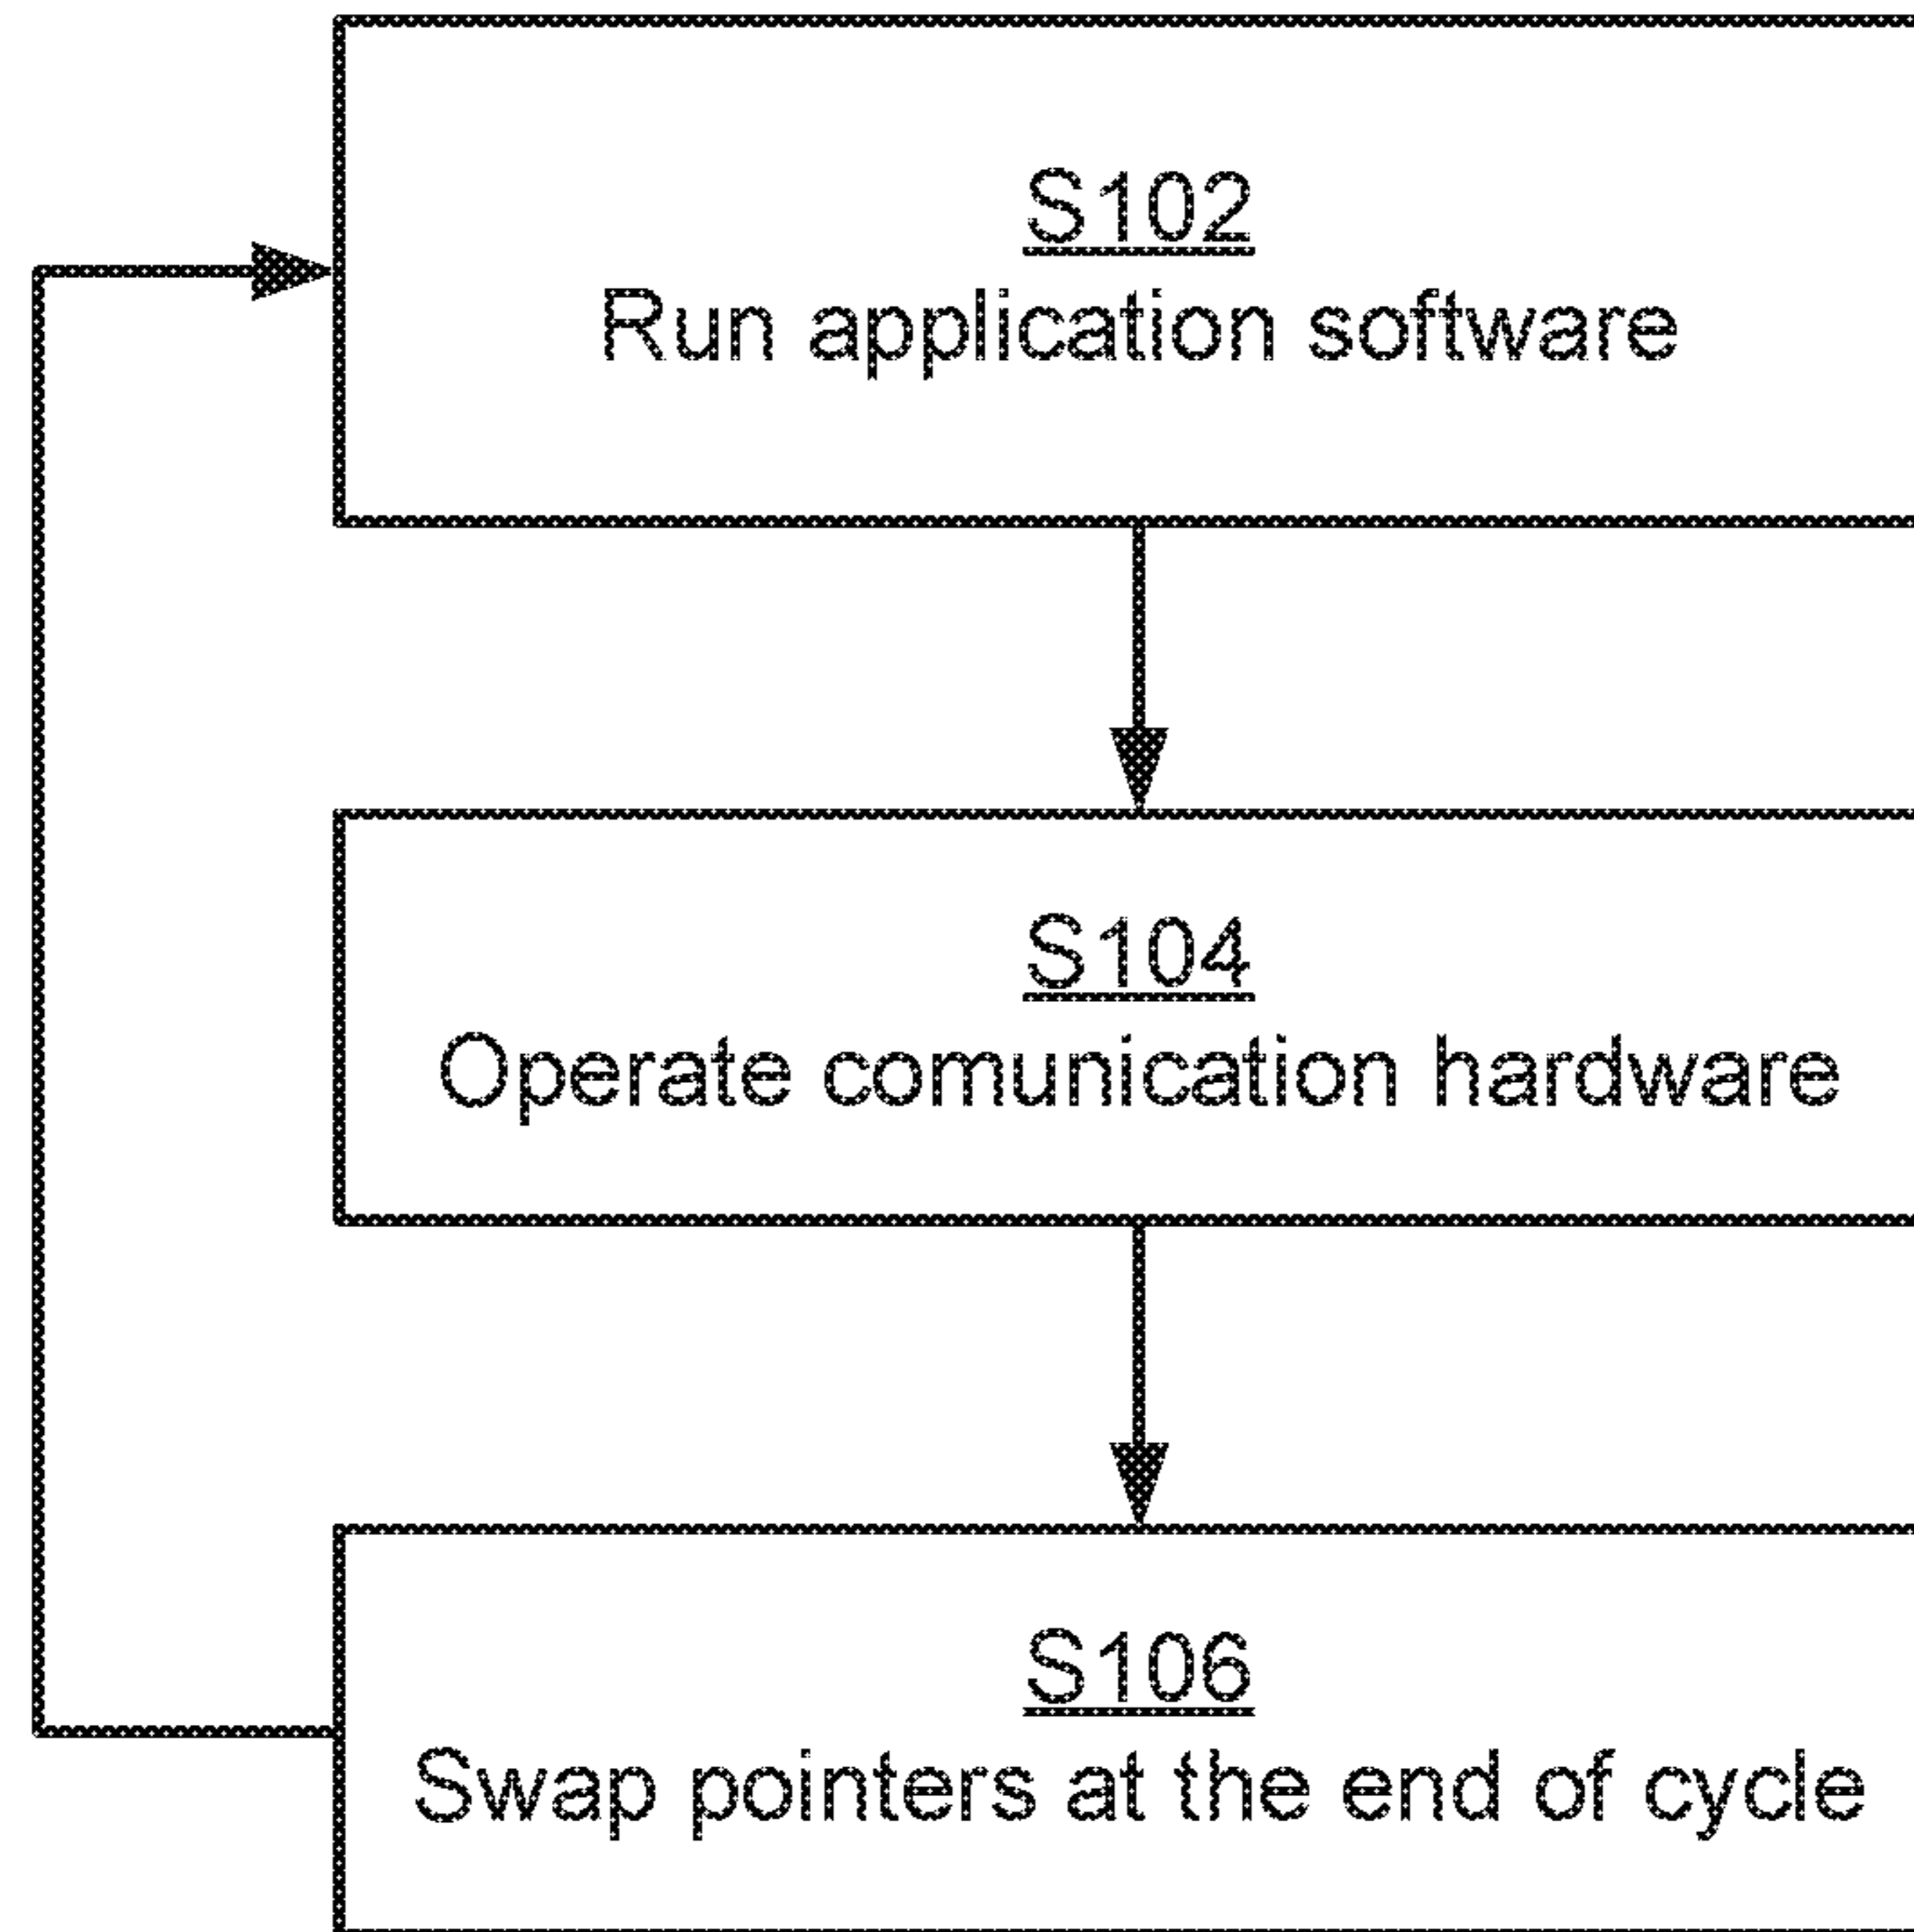 S102
Run application software
S104
Operate comunication hardware
S106
Swap pointers at the end of cycle